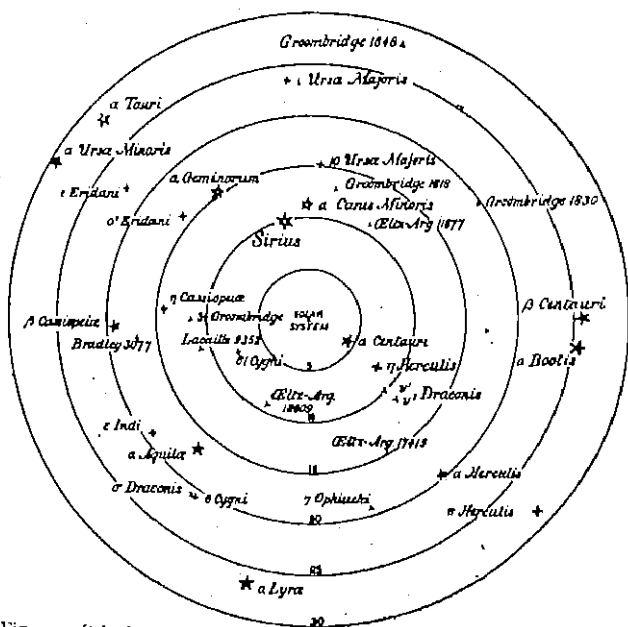 Groombridge 1646
ι Ursa Majoris
α Tauri
α Ursa Minoris
10 Ursa Majoris
α Geminorum
Groombridge 1618
ε Eridani
α Canis Minoris
Groombridge 1830
o² Eridani
Œltz-Arg 11677
Sirius
η Cassiopeiæ
34 Groombridge
SOLAR
SYSTEM
β Centauri
β Cassiopeiæ
Bradley 3077
Lacaille 9352
α Centauri
α Bootis
61 Cygni
5
η Herculis
Draconis
Œltz-Arg.
10
ε Indi
α Aquilæ
Œltz-Arg 17415
15
α Herculis
σ Draconis
θ Cygni
7 Ophiuchi
π Herculis
20
25
α Lyræ
30